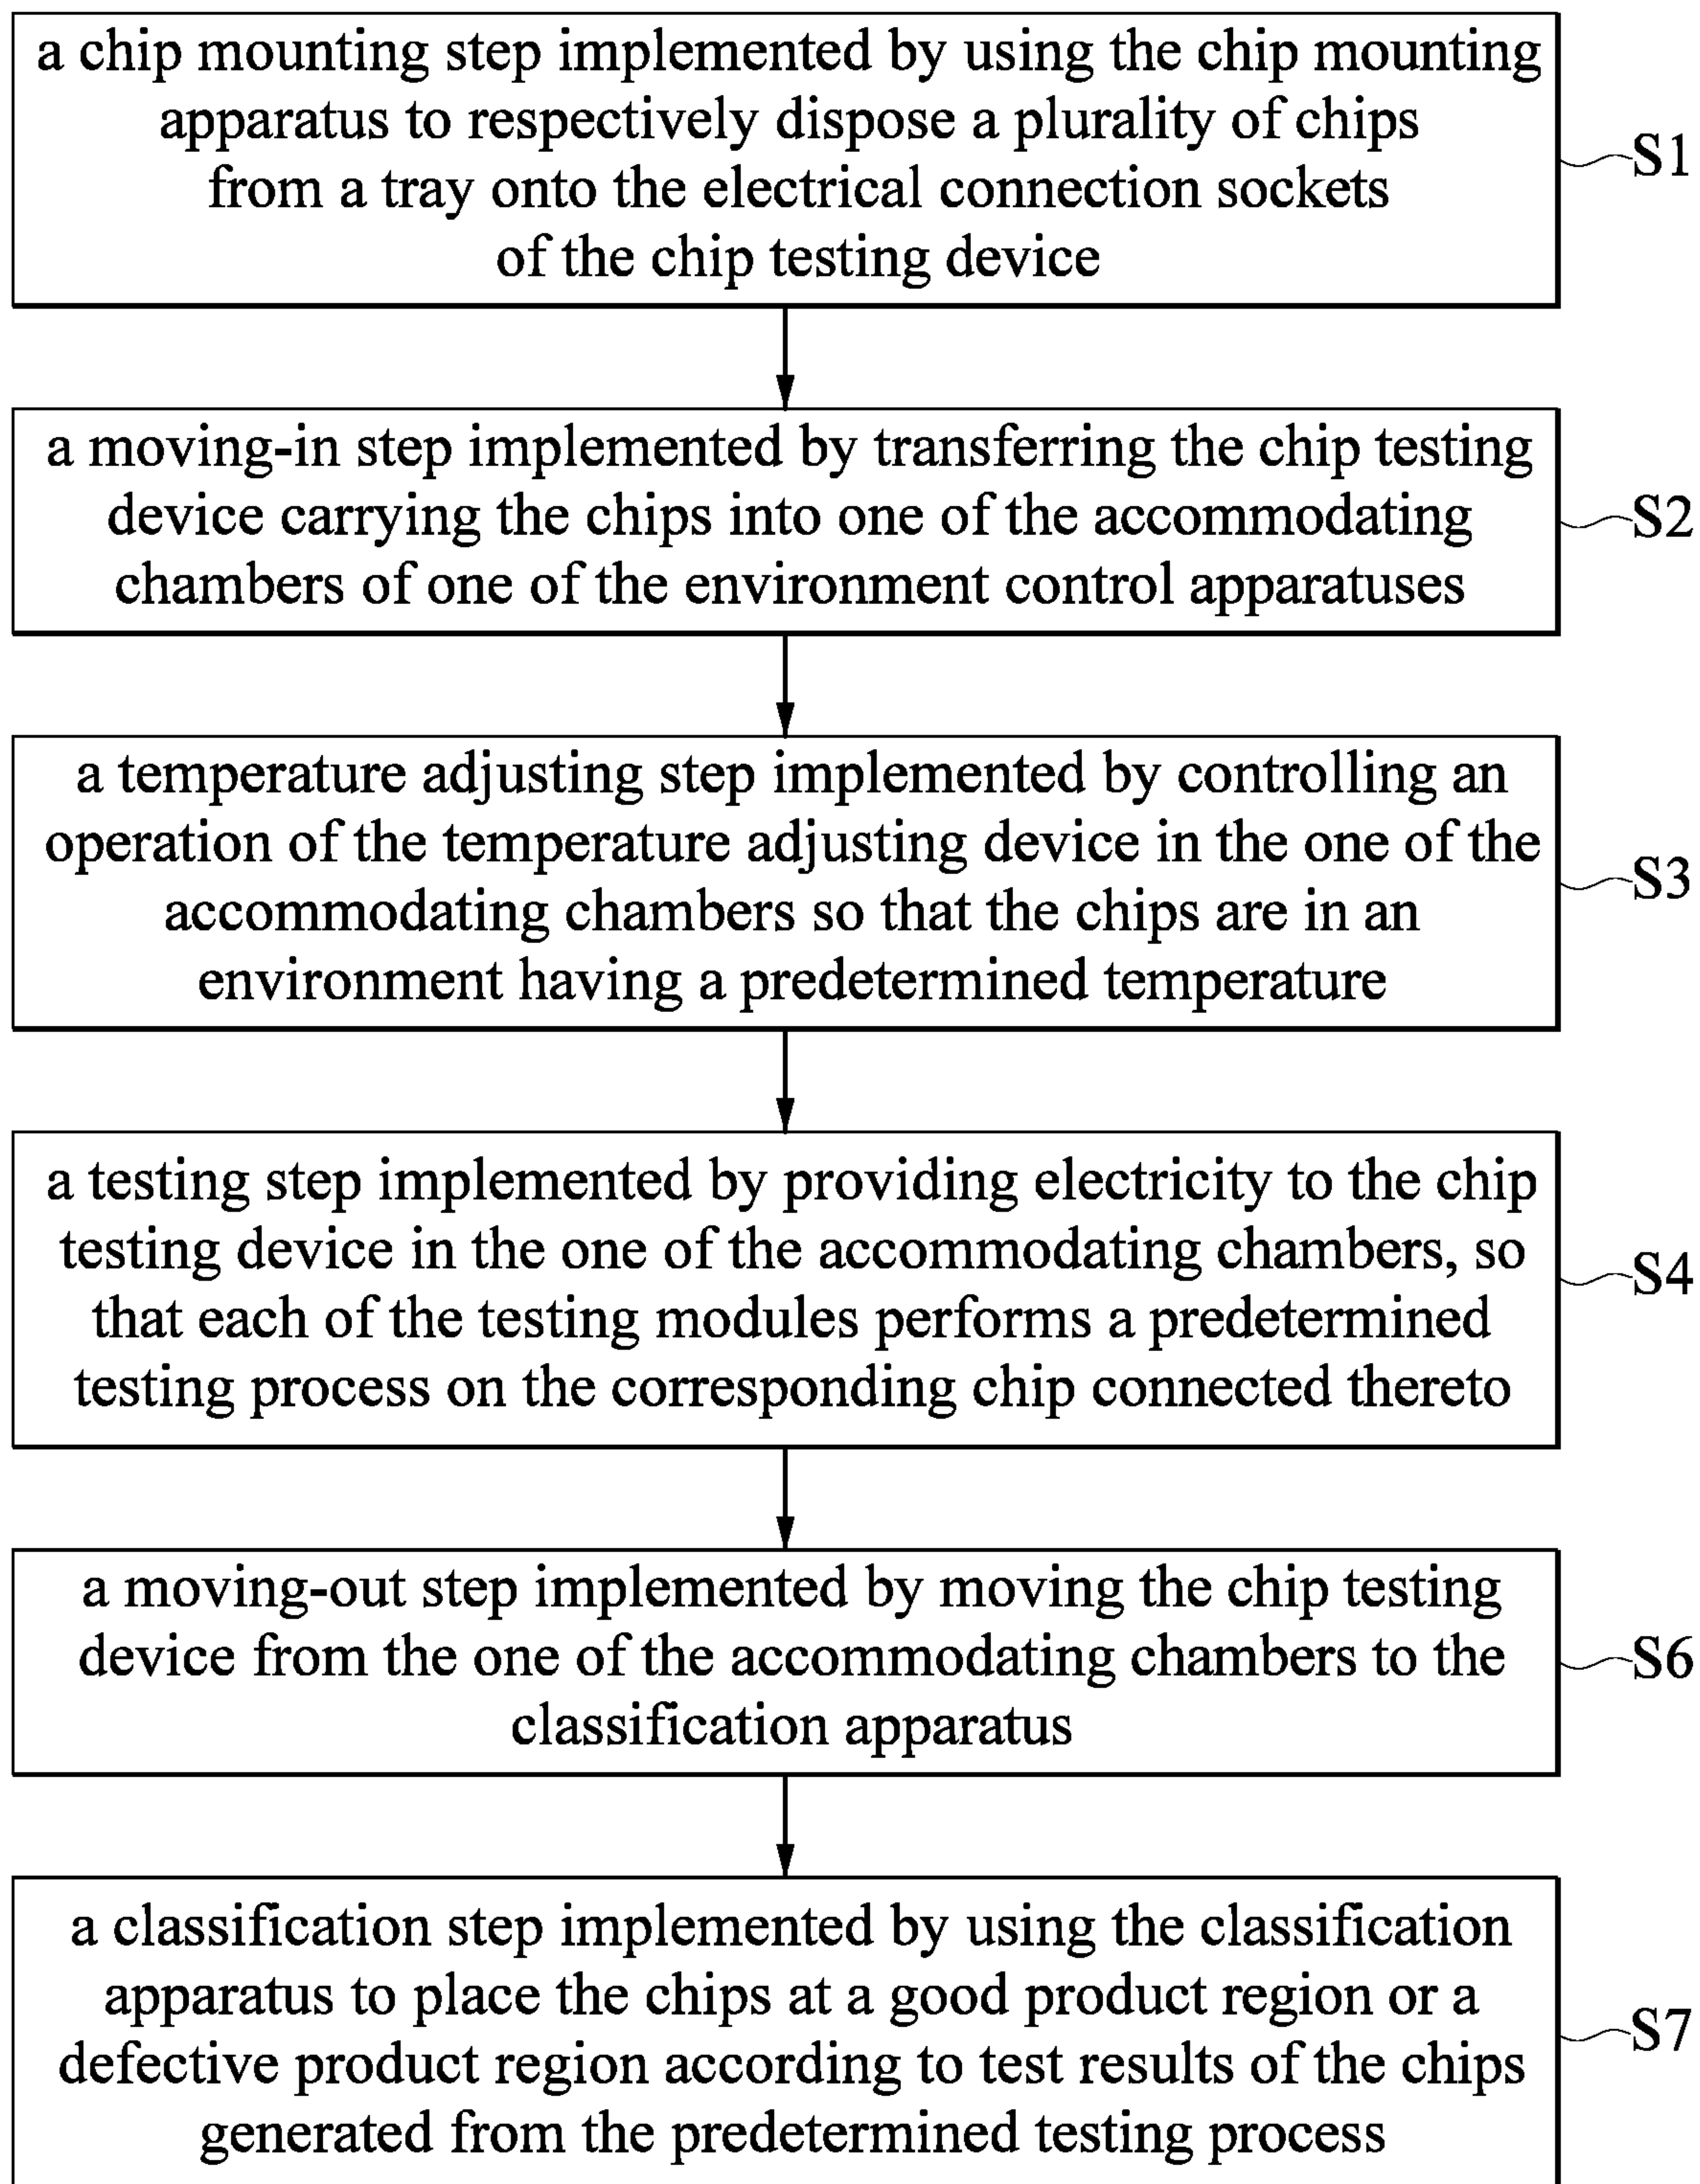 a chip mounting step implemented by using the chip mounting
apparatus to respectively dispose a plurality of chips
from a tray onto the electrical connection sockets
of the chip testing device
S1
a moving-in step implemented by transferring the chip testing
device carrying the chips into one of the accommodating
chambers of one of the environment control apparatuses
S2
a temperature adjusting step implemented by controlling an
operation of the temperature adjusting device in the one of the
accommodating chambers so that the chips are in an
environment having a predetermined temperature
S3
a testing step implemented by providing electricity to the chip
testing device in the one of the accommodating chambers, so
that each of the testing modules performs a predetermined
testing process on the corresponding chip connected thereto
S4
a moving-out step implemented by moving the chip testing
device from the one of the accommodating chambers to the
classification apparatus
S6
a classification step implemented by using the classification
apparatus to place the chips at a good product region or a
defective product region according to test results of the chips
generated from the predetermined testing process
S7